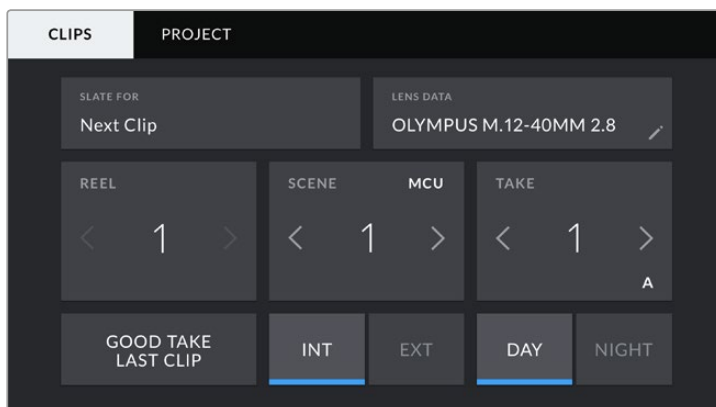 CLIPS PROJECT
SLATE FOR
Next Clip
LENS DATA
OLYMPUS M.12-40MM 2.8
REEL
1
SCENE MCU
1
TAKE
1
A
GOOD TAKE
LAST CLIP
INT EXT
DAY NIGHT